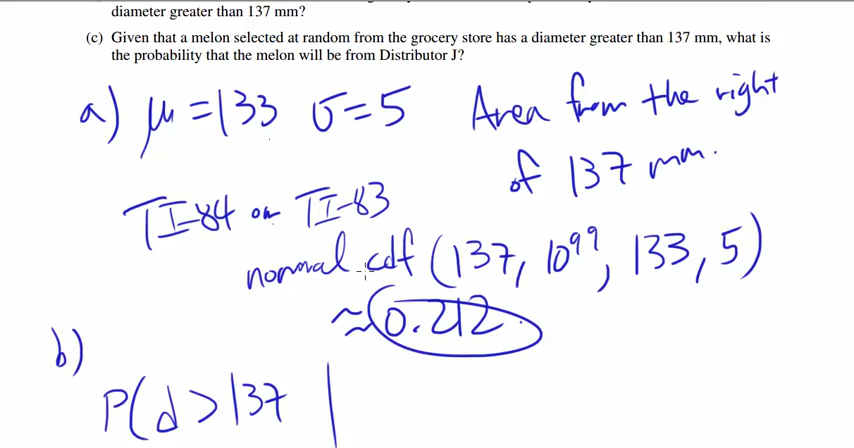 diameter greater than 137 mm?
(c) Given that a melon selected at random from the grocery store has a diameter greater than 137 mm, what is
the probability that the melon will be from Distributor J?
a) μ = 133 σ = 5 Area from the right
of 137 mm.
TI-84 or TI-83
normal cdf (137, 10^99, 133, 5)
≈ 0.212
b)
P(d > 137 |